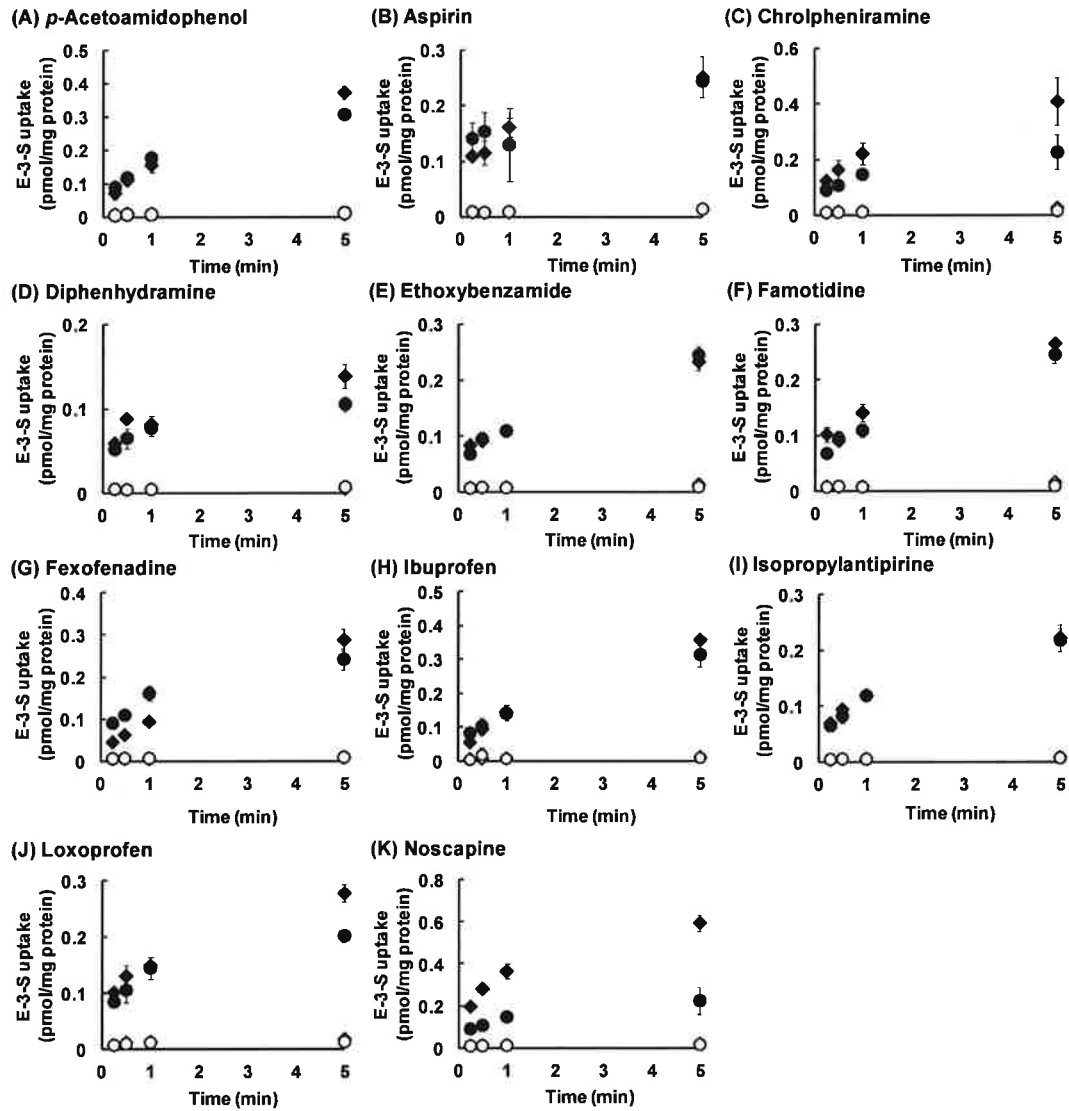 (A) p-Acetoamidophenol
E-3-S uptake
(pmol/mg protein)
0.5
0.4
0.3
0.2
0.1
0
0 1 2 3 4 5
Time (min)
(B) Aspirin
E-3-S uptake
(pmol/mg protein)
0.3
0.2
0.1
0
0 1 2 3 4 5
Time (min)
(C) Chrolpheniramine
E-3-S uptake
(pmol/mg protein)
0.6
0.4
0.2
0
0 1 2 3 4 5
Time (min)
(D) Diphenhydramine
E-3-S uptake
(pmol/mg protein)
0.2
0.1
0
0 1 2 3 4 5
Time (min)
(E) Ethoxybenzamide
E-3-S uptake
(pmol/mg protein)
0.3
0.2
0.1
0
0 1 2 3 4 5
Time (min)
(F) Famotidine
E-3-S uptake
(pmol/mg protein)
0.3
0.2
0.1
0
0 1 2 3 4 5
Time (min)
(G) Fexofenadine
E-3-S uptake
(pmol/mg protein)
0.4
0.3
0.2
0.1
0
0 1 2 3 4 5
Time (min)
(H) Ibuprofen
E-3-S uptake
(pmol/mg protein)
0.5
0.4
0.3
0.2
0.1
0
0 1 2 3 4 5
Time (min)
(I) Isopropylantipirine
E-3-S uptake
(pmol/mg protein)
0.3
0.2
0.1
0
0 1 2 3 4 5
Time (min)
(J) Loxoprofen
E-3-S uptake
(pmol/mg protein)
0.3
0.2
0.1
0
0 1 2 3 4 5
Time (min)
(K) Noscapine
E-3-S uptake
(pmol/mg protein)
0.8
0.6
0.4
0.2
0
0 1 2 3 4 5
Time (min)